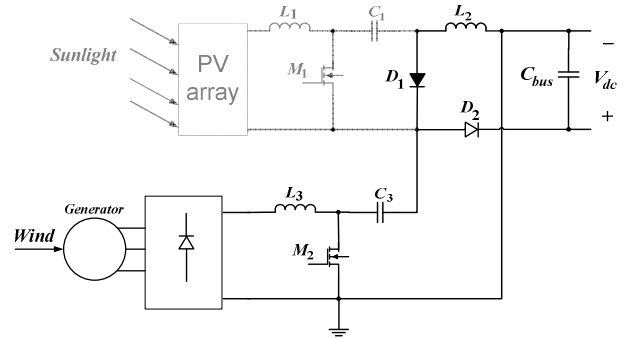 L1
C1
L2
−
Sunlight
PV
array
M1
D1
Cbus
Vdc
D2
+
L3
C3
Generator
Wind
M2